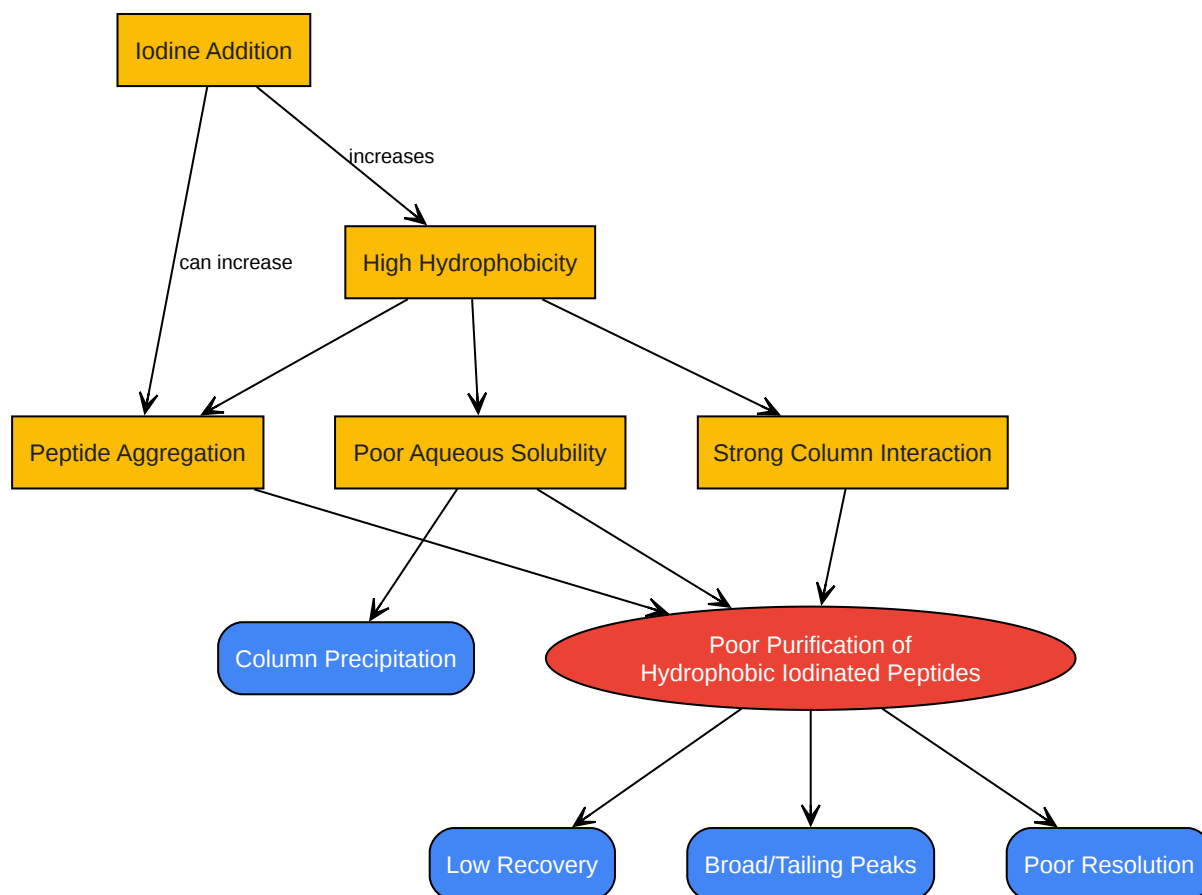 Iodine Addition
increases
can increase
High Hydrophobicity
Peptide Aggregation
Poor Aqueous Solubility
Strong Column Interaction
Column Precipitation
Poor Purification of
Hydrophobic Iodinated Peptides
Low Recovery
Broad/Tailing Peaks
Poor Resolution